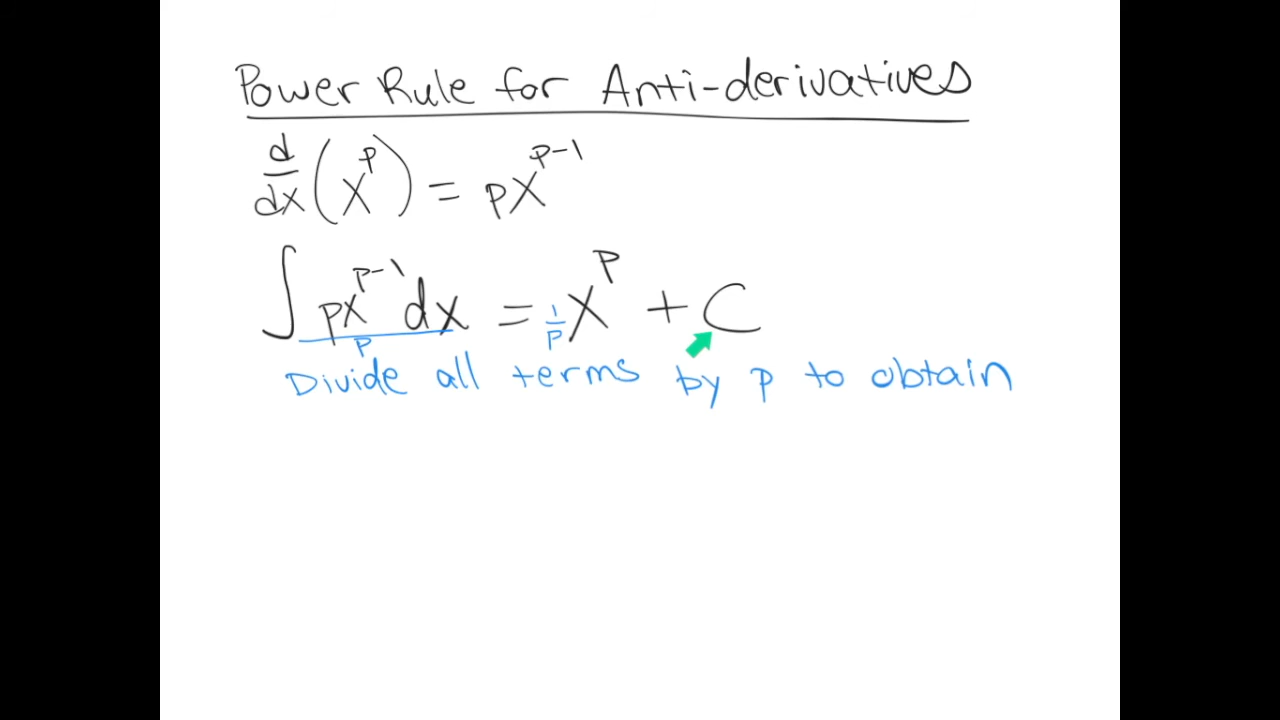 Power Rule for Anti-derivatives
d/dx (x^p) = px^(p-1)
∫ px^(p-1) dx / p = 1/p x^p + C
Divide all terms by p to obtain